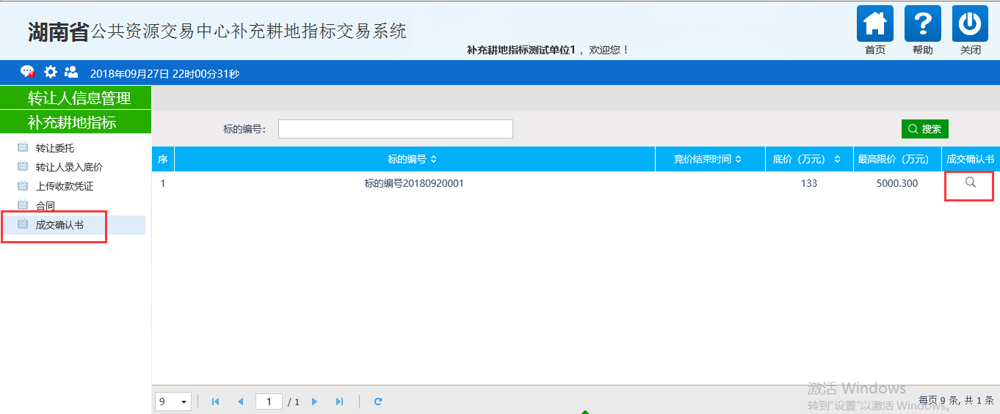 湖南省公共资源交易中心补充耕地指标交易系统
补充耕地指标测试单位1 ，欢迎您！
首页 帮助 关闭
2018年09月27日 22时00分31秒
转让人信息管理
补充耕地指标
转让委托
转让人录入底价
上传收款凭证
合同
成交确认书
标的编号：
搜索
序 标的编号 竞价结束时间 底价（万元） 最高限价（万元） 成交确认书
1 标的编号20180920001 133 5000.300
9 1 / 1
每页 9 条, 共 1 条
激活 Windows
转到"设置"以激活 Windows。